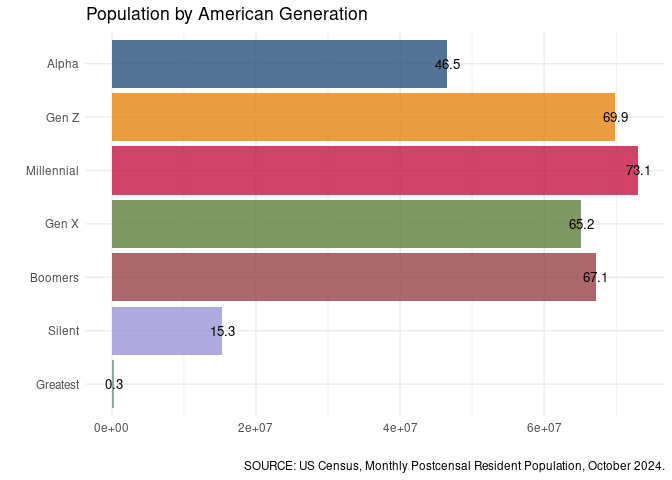 Population by American Generation
Alpha
46.5
Gen Z
69.9
Millennial
73.1
Gen X
65.2
Boomers
67.1
Silent
15.3
Greatest
0.3
0e+00 2e+07 4e+07 6e+07
SOURCE: US Census, Monthly Postcensal Resident Population, October 2024.